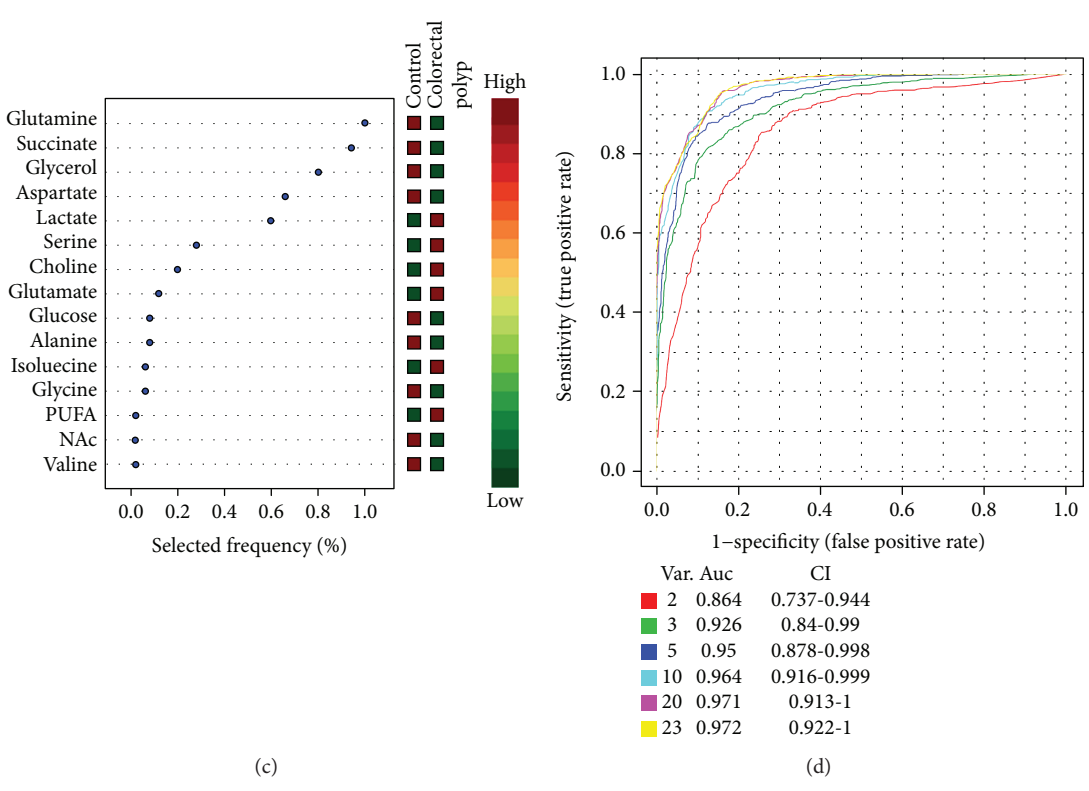 Control
Colorectal
polyp
High
Glutamine
Succinate
Glycerol
Aspartate
Lactate
Serine
Choline
Glutamate
Glucose
Alanine
Isoluecine
Glycine
PUFA
NAc
Valine
Low
0.0 0.2 0.4 0.6 0.8 1.0
Selected frequency (%)
(c)
Sensitivity (true positive rate)
1.0
0.8
0.6
0.4
0.2
0.0
0.0 0.2 0.4 0.6 0.8 1.0
1−specificity (false positive rate)
Var. Auc CI
2 0.864 0.737-0.944
3 0.926 0.84-0.99
5 0.95 0.878-0.998
10 0.964 0.916-0.999
20 0.971 0.913-1
23 0.972 0.922-1
(d)